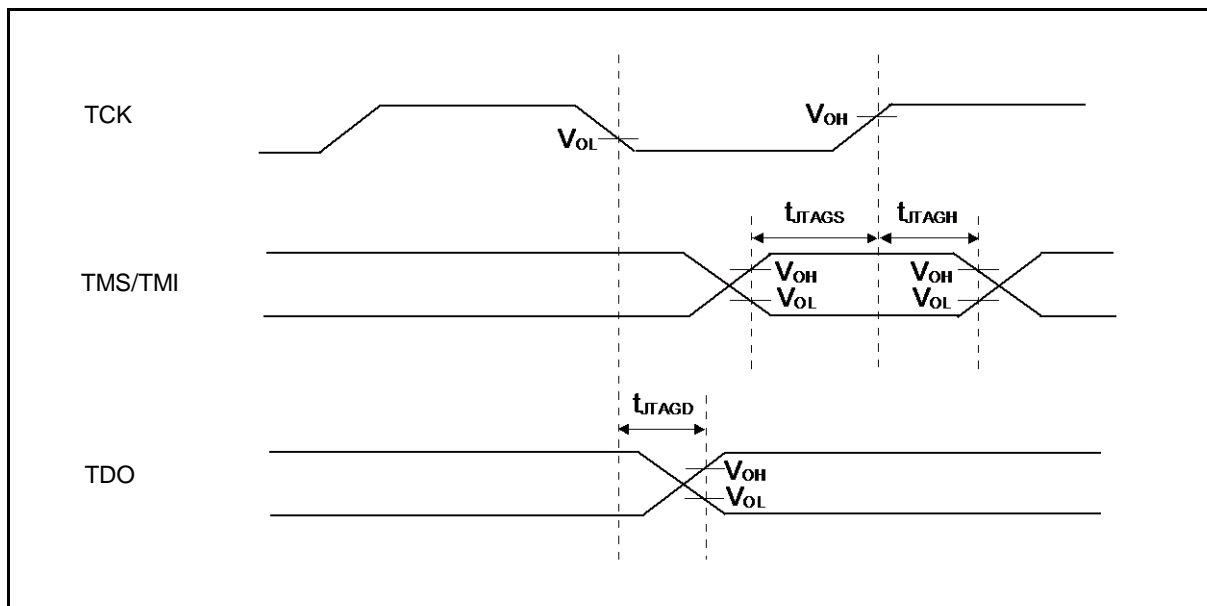 TCK
VOL
VOH
tJTAGS
tJTAGH
TMS/TMI
VOH
VOL
VOH
VOL
tJTAGD
TDO
VOH
VOL